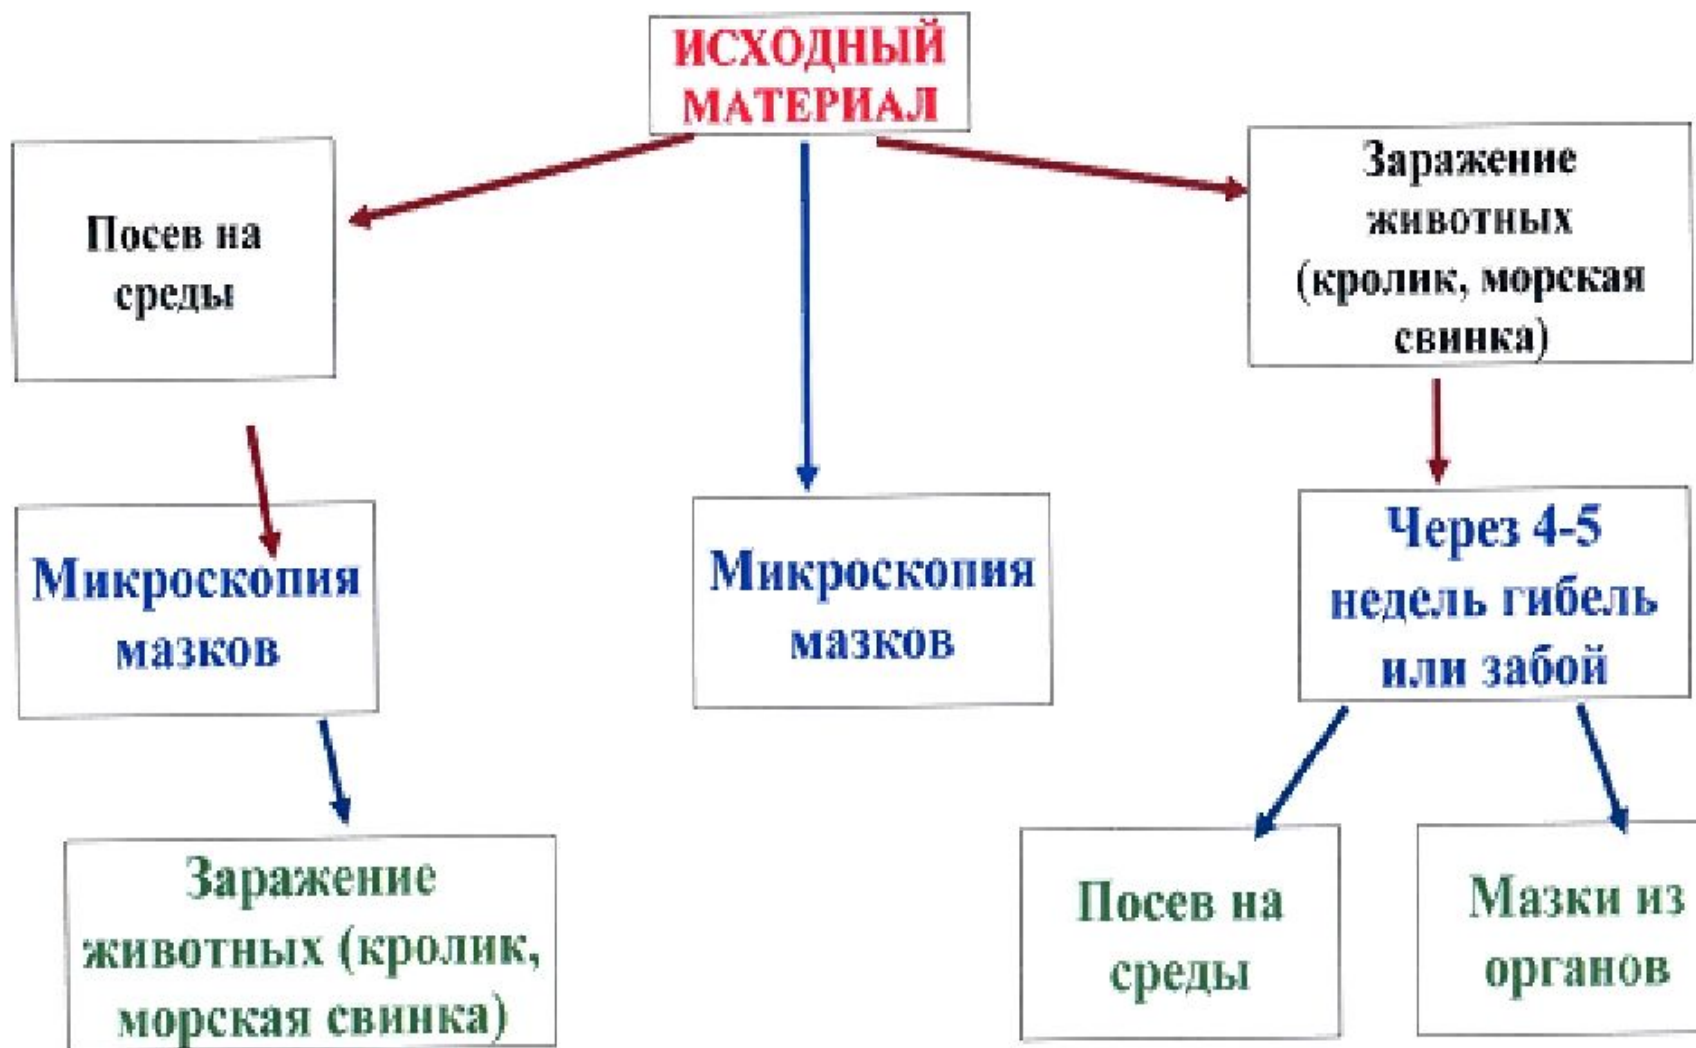 ИСХОДНЫЙ
МАТЕРИАЛ
Посев на
среды
Заражение
животных
(кролик, морская
свинка)
Микроскопия
мазков
Микроскопия
мазков
Через 4-5
недель гибель
или забой
Заражение
животных (кролик,
морская свинка)
Посев на
среды
Мазки из
органов